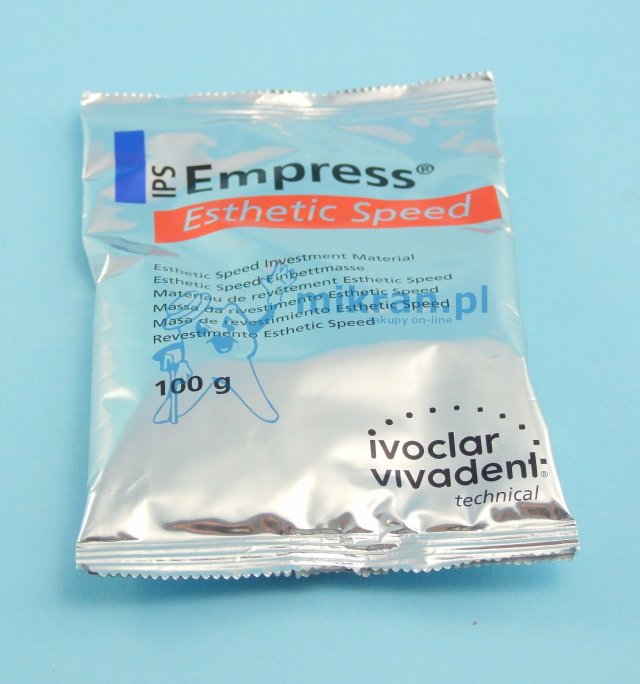 IPS Empress®
Esthetic Speed
Esthetic Speed Investment Material
Esthetic Speed Einbettmasse
Matériau de revêtement Esthetic Speed
Massa da rivestimento Esthetic Speed
Masa de revestimiento Esthetic Speed
Revestimento Esthetic Speed
mikran.pl
zakupy on-line
100 g
ivoclar
vivadent®
technical